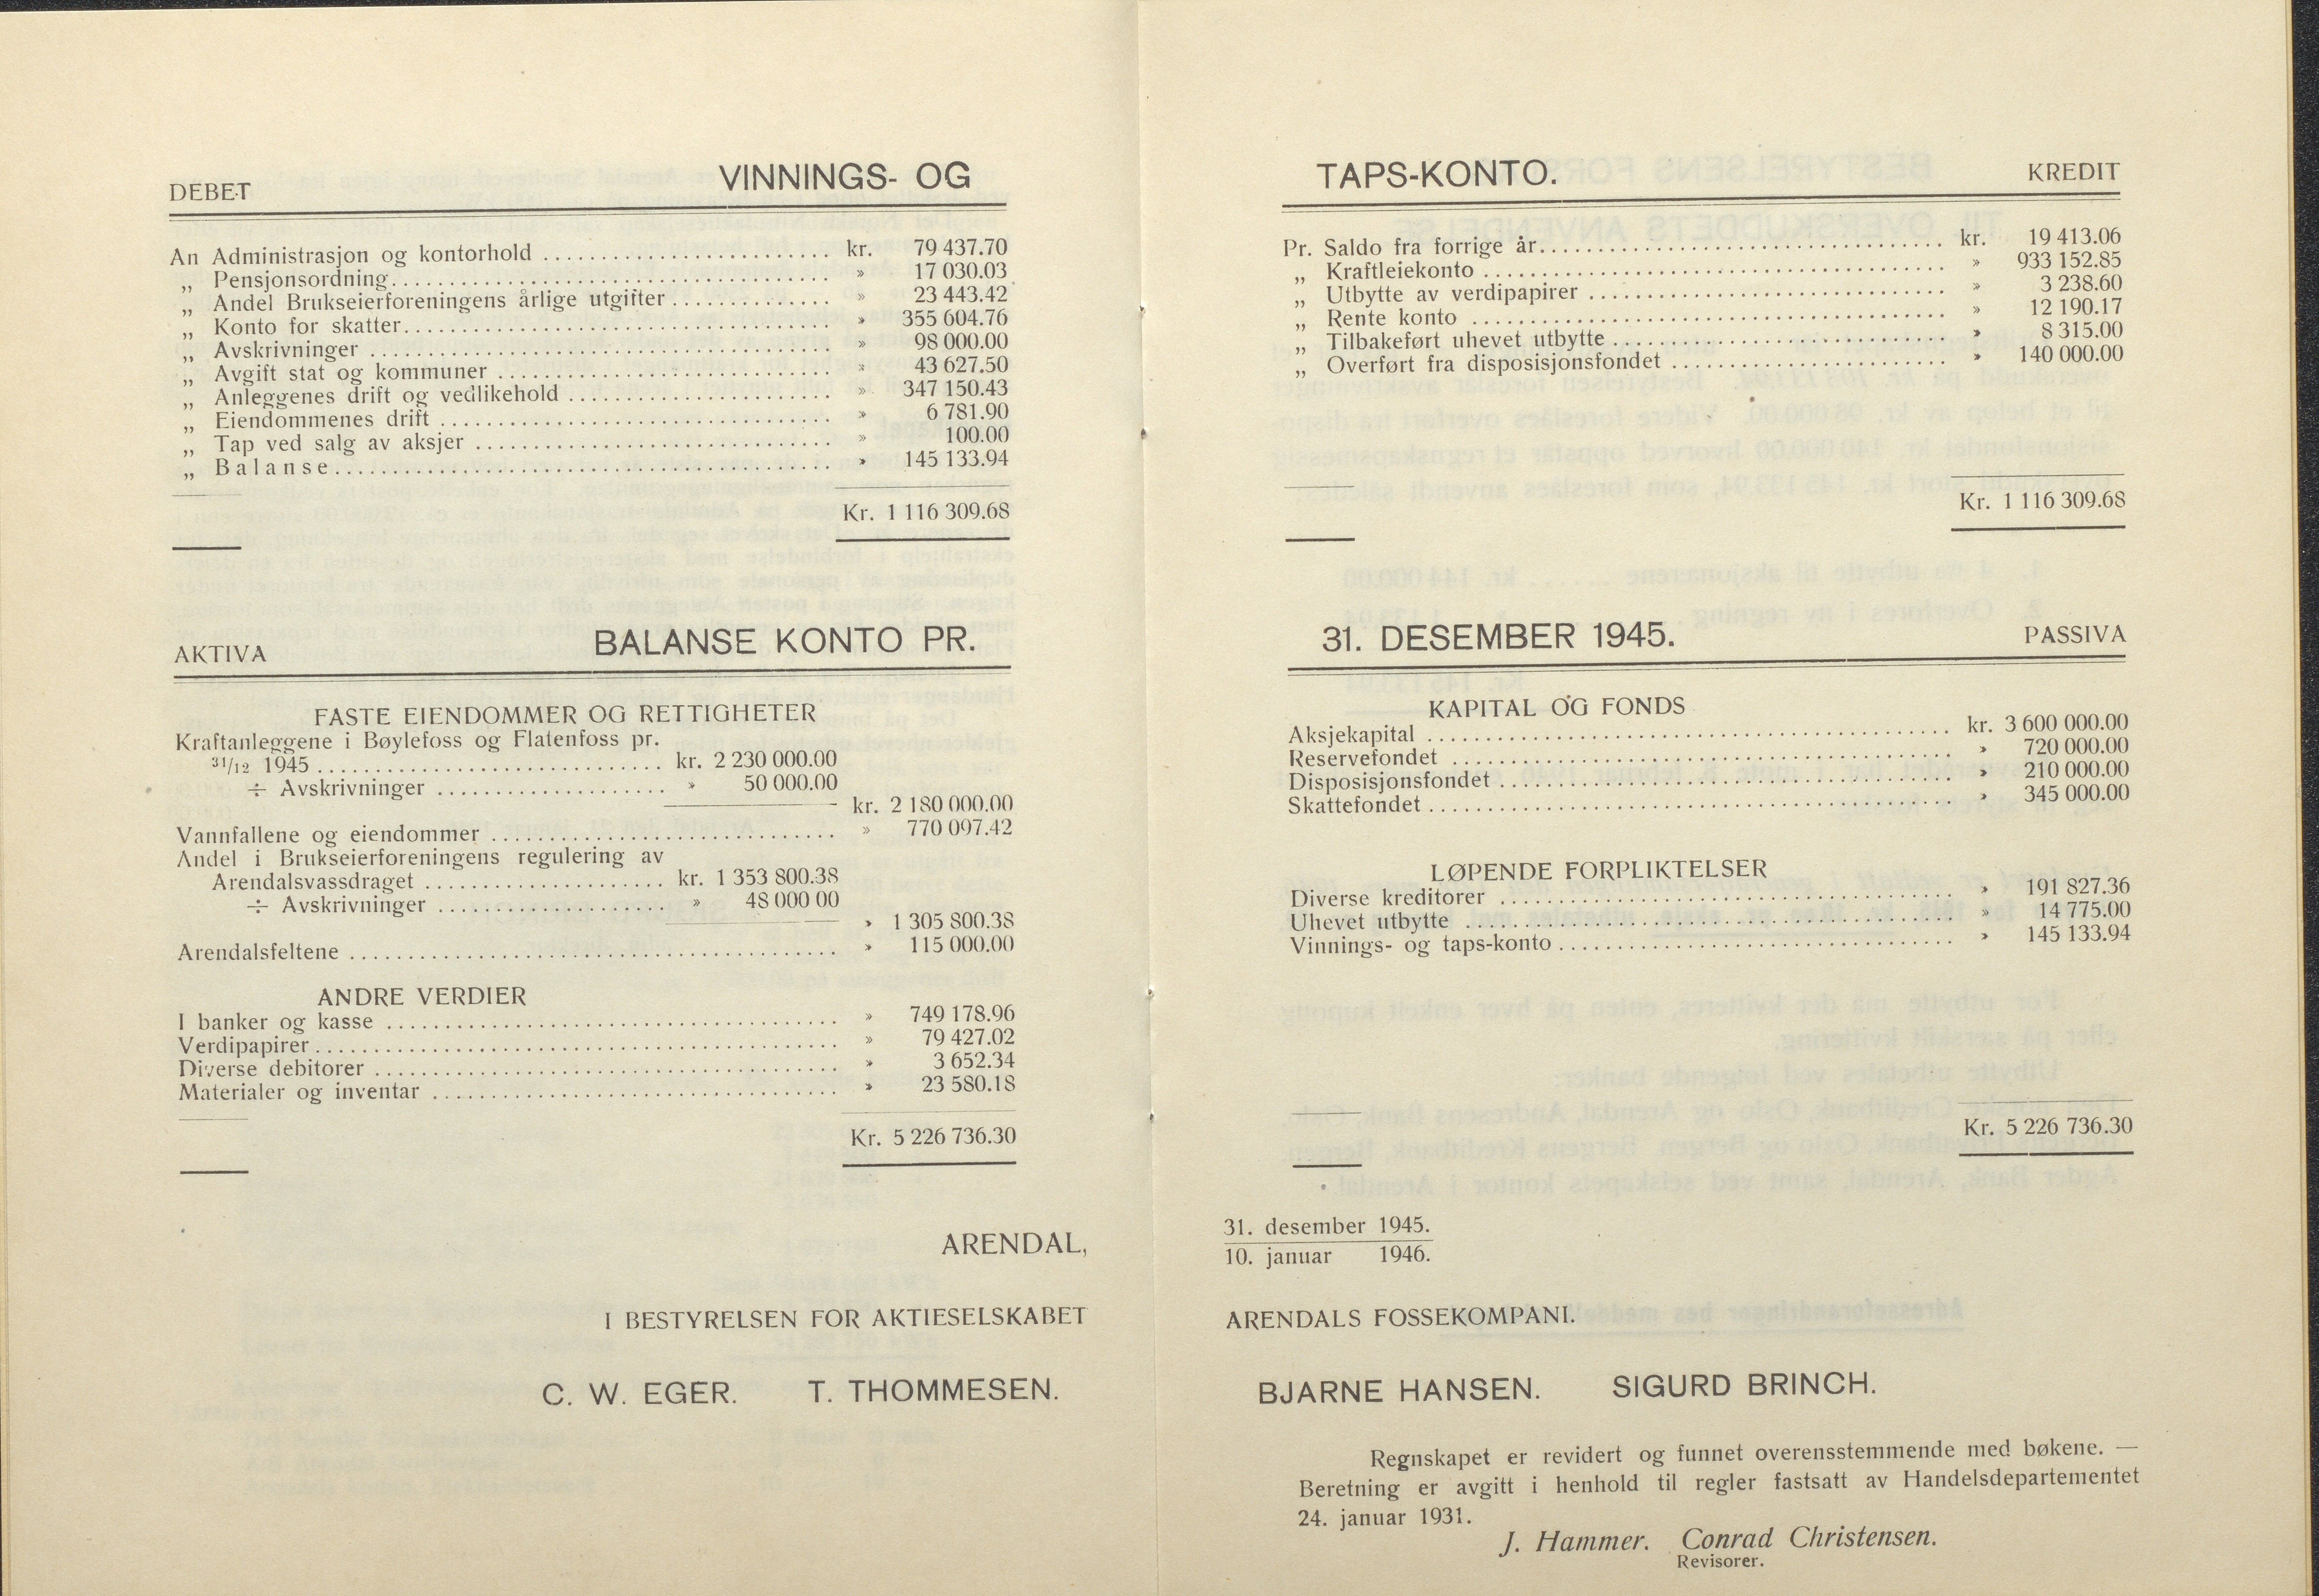 DEBET VINNINGS- OG
An Administrasjon og kontorhold kr. 79 437.70
„ Pensjonsordning » 17 030.03
„ Andel Brukseierforeningens årlige utgifter » 23 443.42
„ Konto for skatter » 355 604.76
„ Avskrivninger » 98 000.00
„ Avgift stat og kommuner » 43 627.50
„ Anleggenes drift og vedlikehold » 347 150.43
„ Eiendommenes drift » 6 781.90
„ Tap ved salg av aksjer » 100.00
„ Balanse » 145 133.94
Kr. 1 116 309.68
AKTIVA BALANSE KONTO PR.
FASTE EIENDOMMER OG RETTIGHETER
Kraftanleggene i Bøylefoss og Flatenfoss pr.
31/12 1945 kr. 2 230 000.00
÷ Avskrivninger » 50 000.00
kr. 2 180 000.00
Vannfallene og eiendommer » 770 097.42
Andel i Brukseierforeningens regulering av
Arendalsvassdraget kr. 1 353 800.38
÷ Avskrivninger » 48 000 00
» 1 305 800.38
Arendalsfeltene » 115 000.00
ANDRE VERDIER
I banker og kasse » 749 178.96
Verdipapirer » 79 427.02
Diverse debitorer » 3 652.34
Materialer og inventar » 23 580.18
Kr. 5 226 736.30
ARENDAL,
I BESTYRELSEN FOR AKTIESELSKABET
C. W. EGER. T. THOMMESEN.
TAPS-KONTO. KREDIT
Pr. Saldo fra forrige år kr. 19 413.06
„ Kraftleiekonto » 933 152.85
„ Utbytte av verdipapirer » 3 238.60
„ Rente konto » 12 190.17
„ Tilbakeført uhevet utbytte » 8 315.00
„ Overført fra disposisjonsfondet » 140 000.00
Kr. 1 116 309.68
31. DESEMBER 1945. PASSIVA
KAPITAL OG FONDS
Aksjekapital kr. 3 600 000.00
Reservefondet » 720 000.00
Disposisjonsfondet » 210 000.00
Skattefondet » 345 000.00
LØPENDE FORPLIKTELSER
Diverse kreditorer » 191 827.36
Uhevet utbytte » 14 775.00
Vinnings- og taps-konto » 145 133.94
Kr. 5 226 736.30
31. desember 1945.
10. januar 1946.
ARENDALS FOSSEKOMPANI.
BJARNE HANSEN. SIGURD BRINCH.
Regnskapet er revidert og funnet overensstemmende med bøkene. —
Beretning er avgitt i henhold til regler fastsatt av Handelsdepartementet
24. januar 1931.
J. Hammer. Conrad Christensen.
Revisorer.